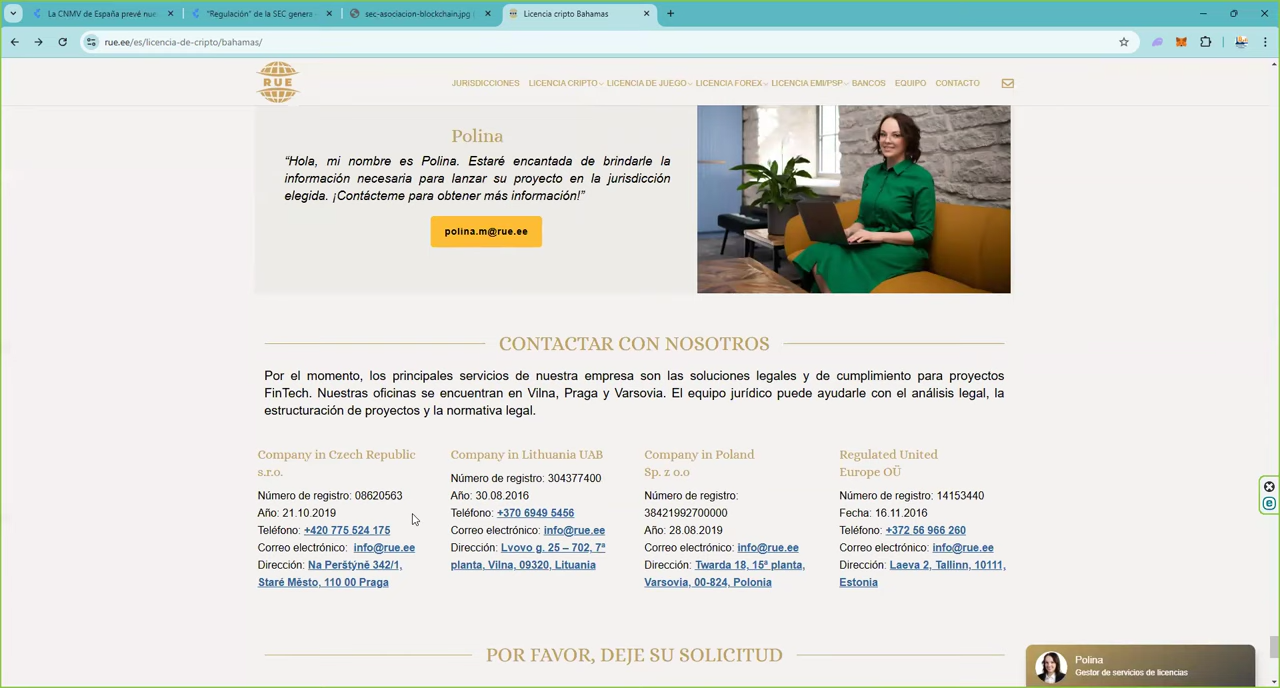 La CNMV de España prevé nue
"Regulación" de la SEC genero
sec-asociacion-blockchain.jpg
Licencia cripto Bahamas
rue.ee/es/licencia-de-cripto/bahamas/
RUE
JURISDICCIONES LICENCIA CRIPTO LICENCIA DE JUEGO LICENCIA FOREX LICENCIA EMI/PSP BANCOS EQUIPO CONTACTO
Polina
“Hola, mi nombre es Polina. Estaré encantada de brindarle la
información necesaria para lanzar su proyecto en la jurisdicción
elegida. ¡Contácteme para obtener más información!”
polina.m@rue.ee
CONTACTAR CON NOSOTROS
Por el momento, los principales servicios de nuestra empresa son las soluciones legales y de cumplimiento para proyectos
FinTech. Nuestras oficinas se encuentran en Vilna, Praga y Varsovia. El equipo jurídico puede ayudarle con el análisis legal, la
estructuración de proyectos y la normativa legal.
Company in Czech Republic
s.r.o.
Número de registro: 08620563
Año: 21.10.2019
Teléfono: +420 775 524 175
Correo electrónico: info@rue.ee
Dirección: Na Perštýně 342/1,
Staré Město, 110 00 Praga
Company in Lithuania UAB
Número de registro: 304377400
Año: 30.08.2016
Teléfono: +370 6949 5456
Correo electrónico: info@rue.ee
Dirección: Lvovo g. 25 – 702, 7ª
planta, Vilna, 09320, Lituania
Company in Poland
Sp. z o.o
Número de registro:
38421992700000
Año: 28.08.2019
Correo electrónico: info@rue.ee
Dirección: Twarda 18, 15ª planta,
Varsovia, 00-824, Polonia
Regulated United
Europe OÜ
Número de registro: 14153440
Fecha: 16.11.2016
Teléfono: +372 56 966 260
Correo electrónico: info@rue.ee
Dirección: Laeva 2, Tallinn, 10111,
Estonia
POR FAVOR, DEJE SU SOLICITUD
Polina
Gestor de servicios de licencias